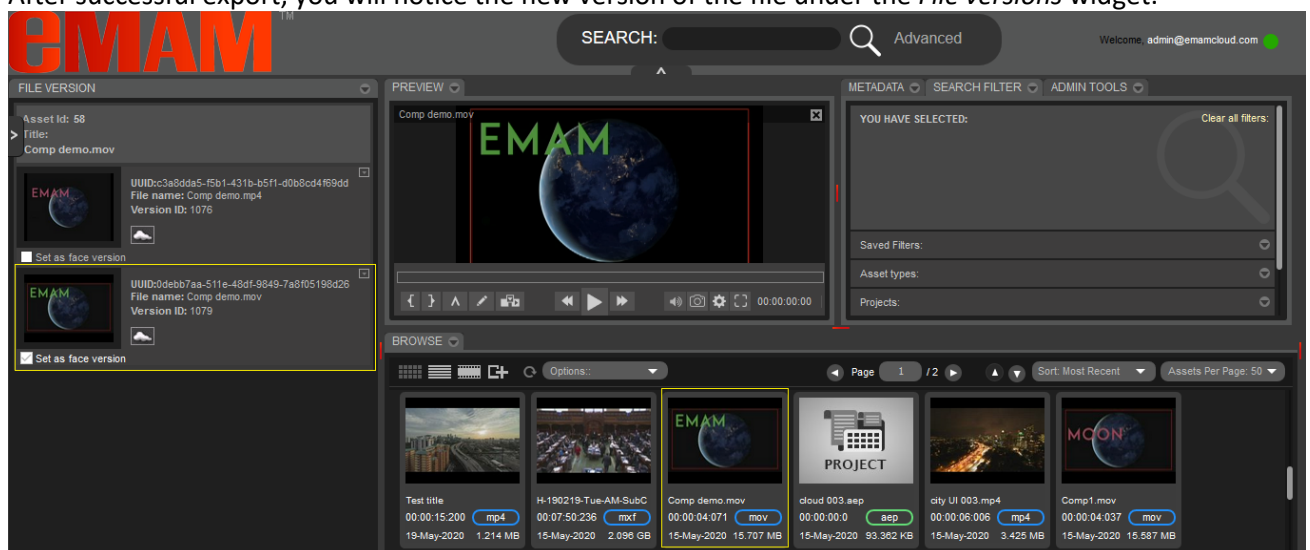 After successful export, you will notice the new version of the file under the File versions widget.
eMAM TM
SEARCH:
Advanced
Welcome, admin@emamcloud.com
FILE VERSION
Asset Id: 58
Title:
Comp demo.mov
EMAM
UUID:c3a8dda5-f5b1-431b-b5f1-d0b8cd4f69dd
File name: Comp demo.mp4
Version ID: 1076
Set as face version
EMAM
UUID:0debb7aa-511e-48df-9849-7a8f05198d26
File name: Comp demo.mov
Version ID: 1079
Set as face version
PREVIEW
Comp demo.mov
EMAM
00:00:00:00
METADATA SEARCH FILTER ADMIN TOOLS
YOU HAVE SELECTED: Clear all filters:
Saved Filters:
Asset types:
Projects:
BROWSE
Options:: Page 1 / 2 Sort: Most Recent Assets Per Page: 50
Test title
00:00:15:200 mp4
19-May-2020 1.214 MB
H-190219-Tue-AM-SubC
00:07:50:236 mxf
15-May-2020 2.096 GB
EMAM
Comp demo.mov
00:00:04:071 mov
15-May-2020 15.707 MB
PROJECT
cloud 003.aep
00:00:00:0 aep
15-May-2020 93.362 KB
city UI 003.mp4
00:00:06:006 mp4
15-May-2020 3.425 MB
MOON
Comp1.mov
00:00:04:037 mov
15-May-2020 15.587 MB